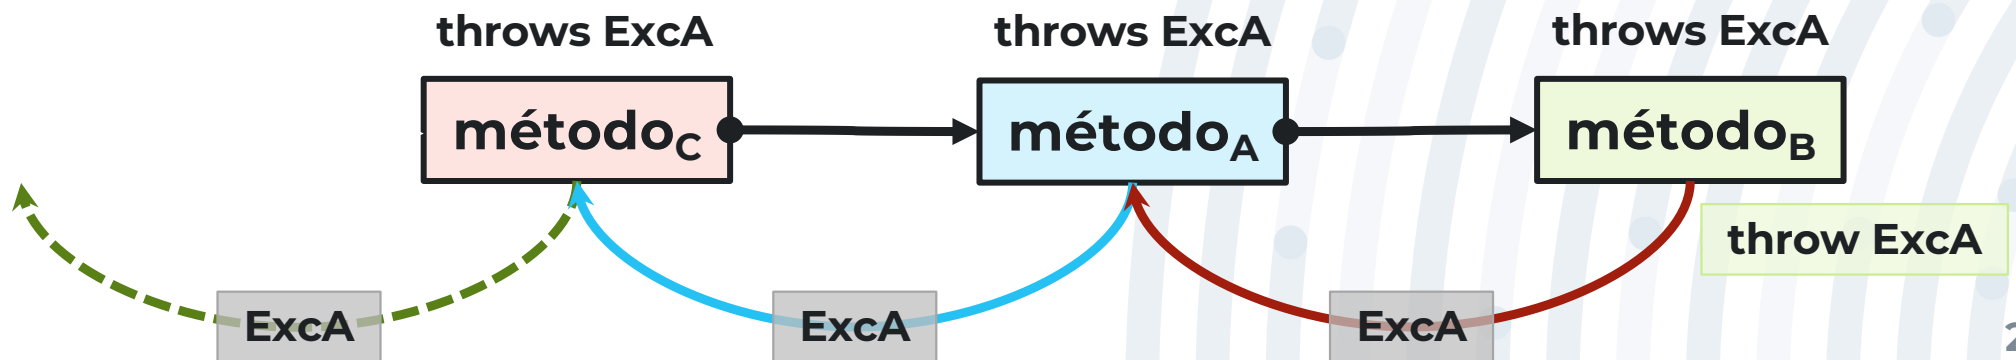 throws ExcA
throws ExcA
throws ExcA
métodoC
métodoA
métodoB
throw ExcA
ExcA
ExcA
ExcA